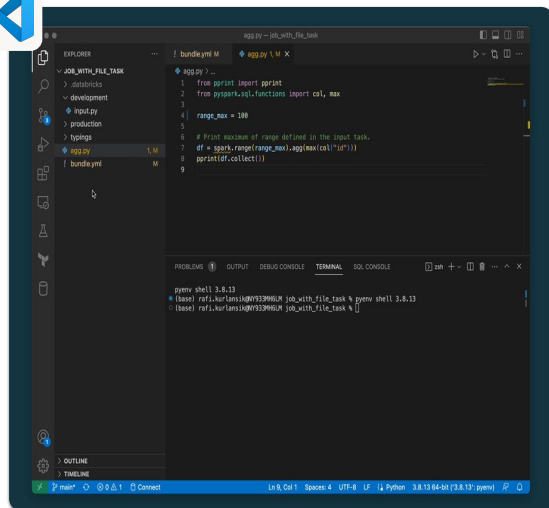 agg.py — job_with_file_task
EXPLORER
JOB_WITH_FILE_TASK
.databricks
development
input.py
production
typings
agg.py 1, M
bundle.yml M
bundle.yml M
agg.py 1, M
agg.py > ...
1 from pprint import pprint
2 from pyspark.sql.functions import col, max
3
4 range_max = 100
5
6 # Print maximum of range defined in the input task.
7 df = spark.range(range_max).agg(max(col("id")))
8 pprint(df.collect())
9
PROBLEMS 1 OUTPUT DEBUG CONSOLE TERMINAL SQL CONSOLE
zsh
pyenv shell 3.8.13
(base) rafi.kurlansik@NY933MH6LM job_with_file_task % pyenv shell 3.8.13
(base) rafi.kurlansik@NY933MH6LM job_with_file_task %
OUTLINE
TIMELINE
main* 0 1 Connect
Ln 9, Col 1 Spaces: 4 UTF-8 LF Python 3.8.13 64-bit ('3.8.13': pyenv)